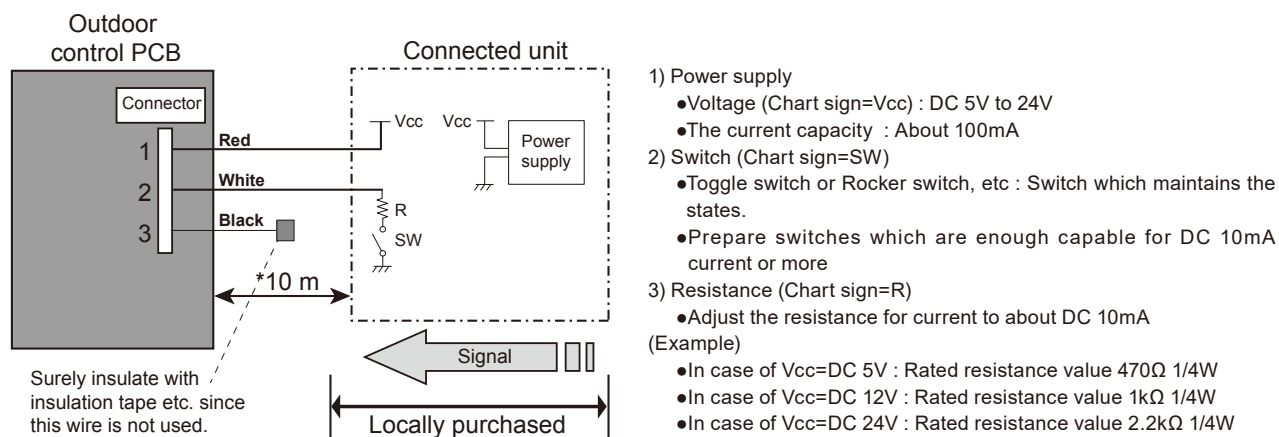 Outdoor
control PCB
Connector
1
2
3
Red
White
Black
*10 m
Surely insulate with
insulation tape etc. since
this wire is not used.
Connected unit
Vcc
Vcc
Power
supply
R
SW
Signal
Locally purchased
1) Power supply
●Voltage (Chart sign=Vcc) : DC 5V to 24V
●The current capacity : About 100mA
2) Switch (Chart sign=SW)
●Toggle switch or Rocker switch, etc : Switch which maintains the
states.
●Prepare switches which are enough capable for DC 10mA
current or more
3) Resistance (Chart sign=R)
●Adjust the resistance for current to about DC 10mA
(Example)
●In case of Vcc=DC 5V : Rated resistance value 470Ω 1/4W
●In case of Vcc=DC 12V : Rated resistance value 1kΩ 1/4W
●In case of Vcc=DC 24V : Rated resistance value 2.2kΩ 1/4W